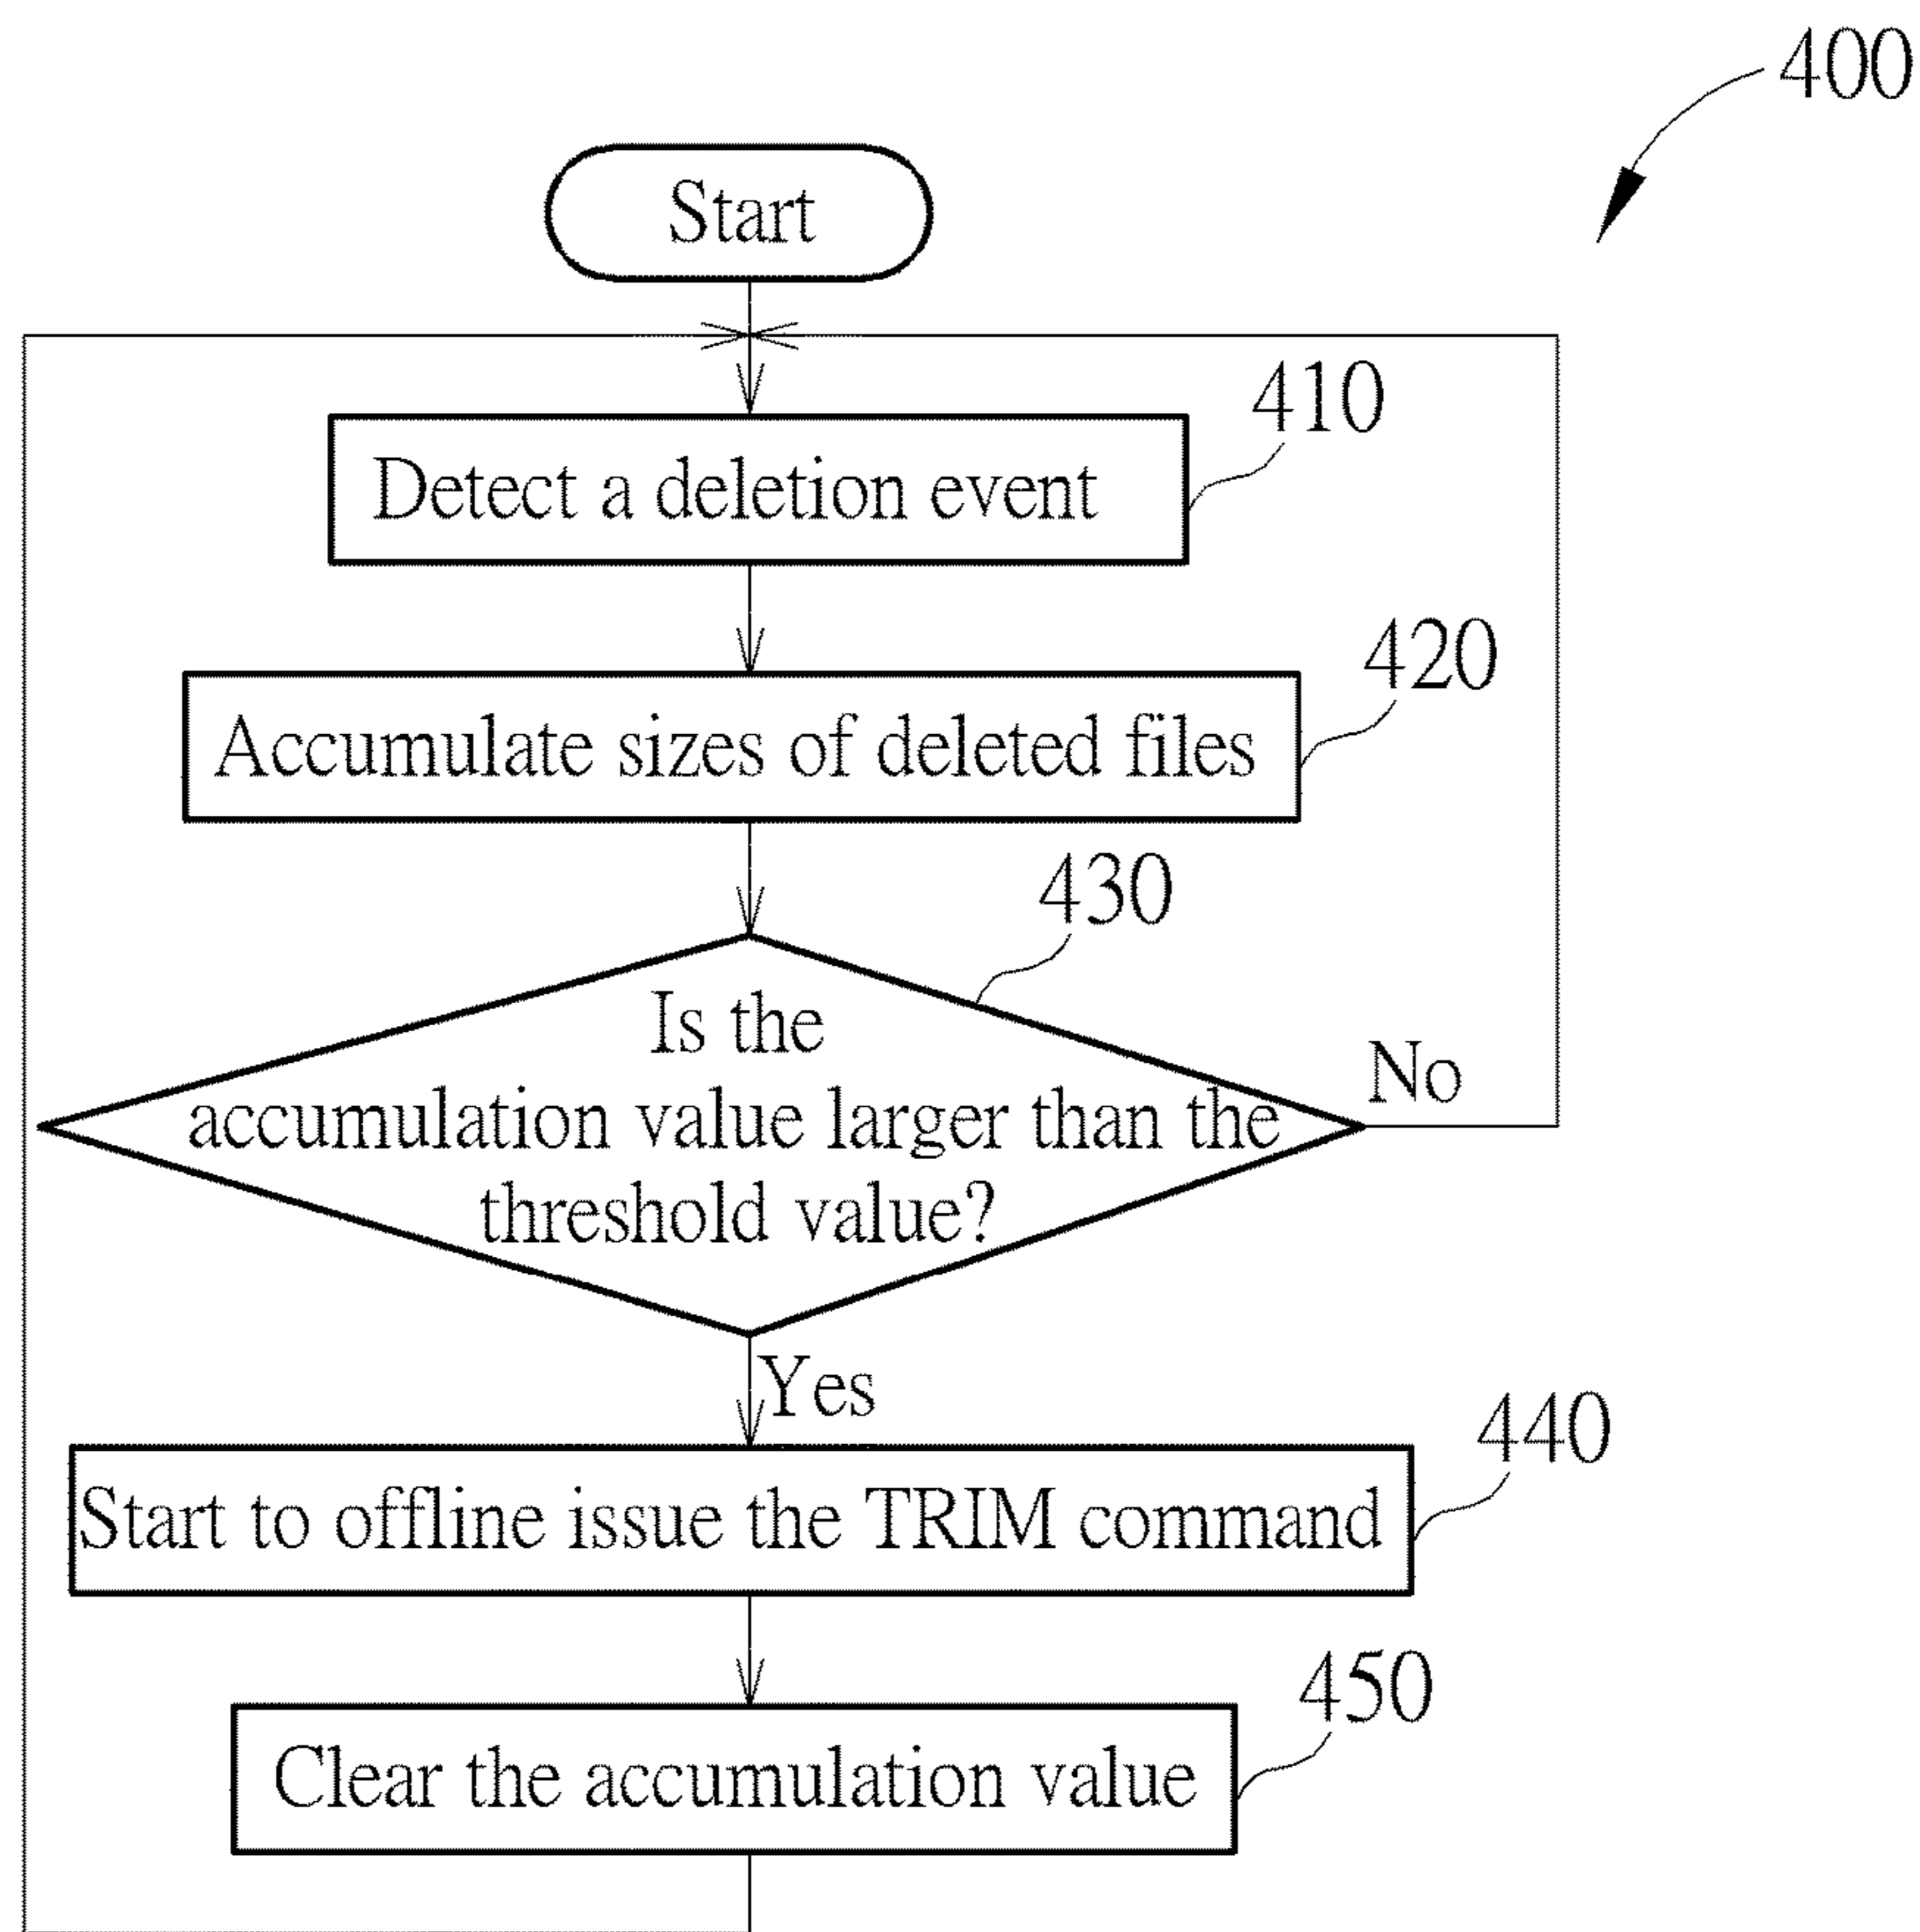 400
Start
410
Detect a deletion event
420
Accumulate sizes of deleted files
430
Is the
accumulation value larger than the
threshold value?
No
Yes
440
Start to offline issue the TRIM command
450
Clear the accumulation value